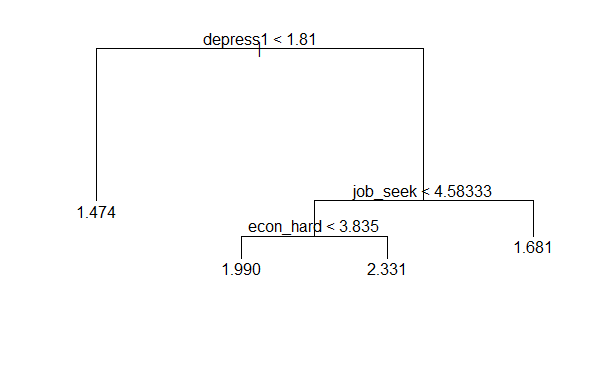 depress1 < 1.81
job_seek < 4.58333
1.474
econ_hard < 3.835
1.681
1.990
2.331